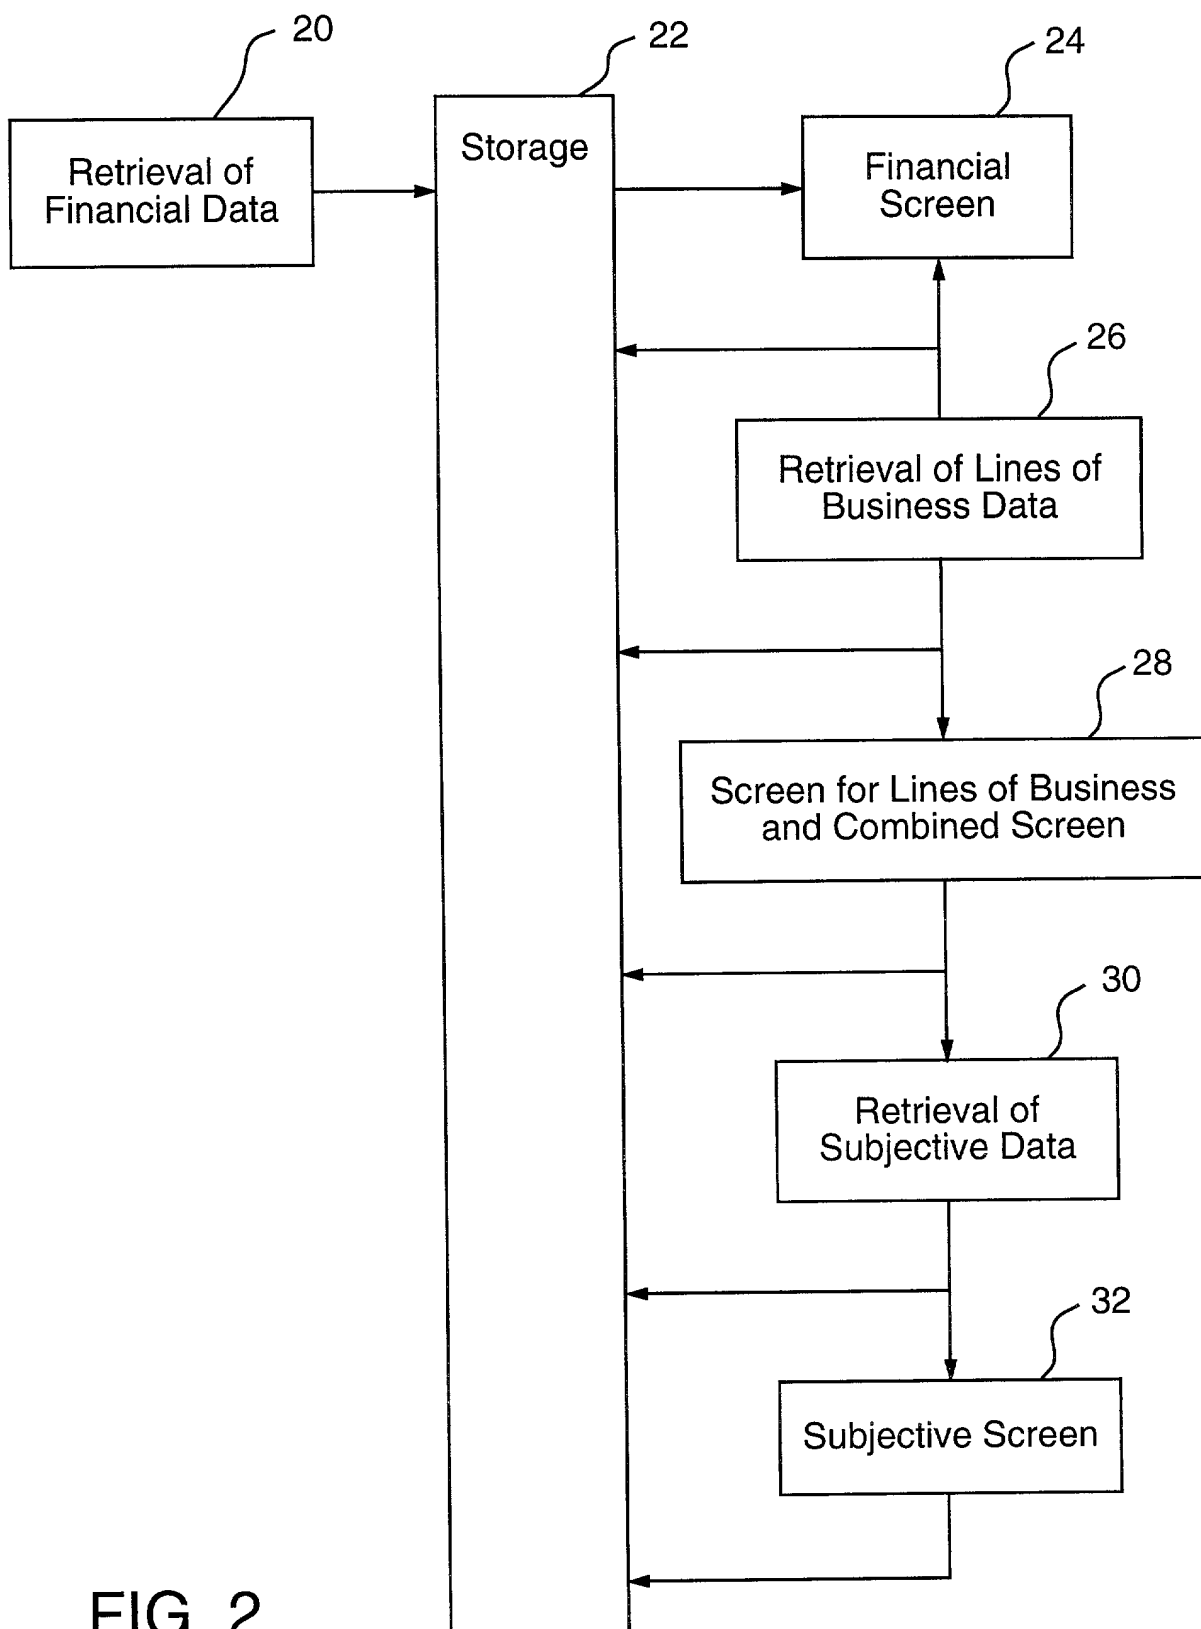 20
22
24
Retrieval of
Financial Data
Storage
Financial
Screen
26
Retrieval of Lines of
Business Data
28
Screen for Lines of Business
and Combined Screen
30
Retrieval of
Subjective Data
32
Subjective Screen
FIG. 2